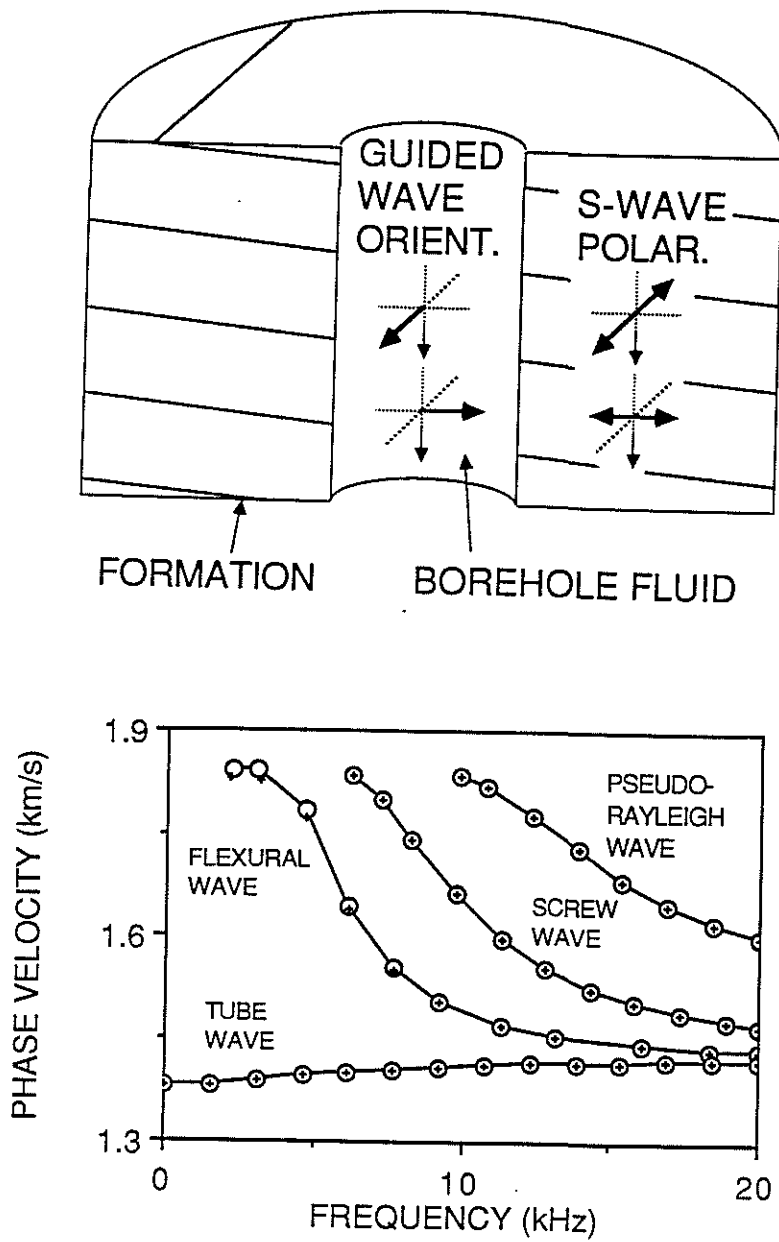 GUIDED
WAVE
ORIENT.
S-WAVE
POLAR.
FORMATION
BOREHOLE FLUID
PHASE VELOCITY (km/s)
1.9
1.6
1.3
FLEXURAL
WAVE
TUBE
WAVE
SCREW
WAVE
PSEUDO-
RAYLEIGH
WAVE
0
10
20
FREQUENCY (kHz)